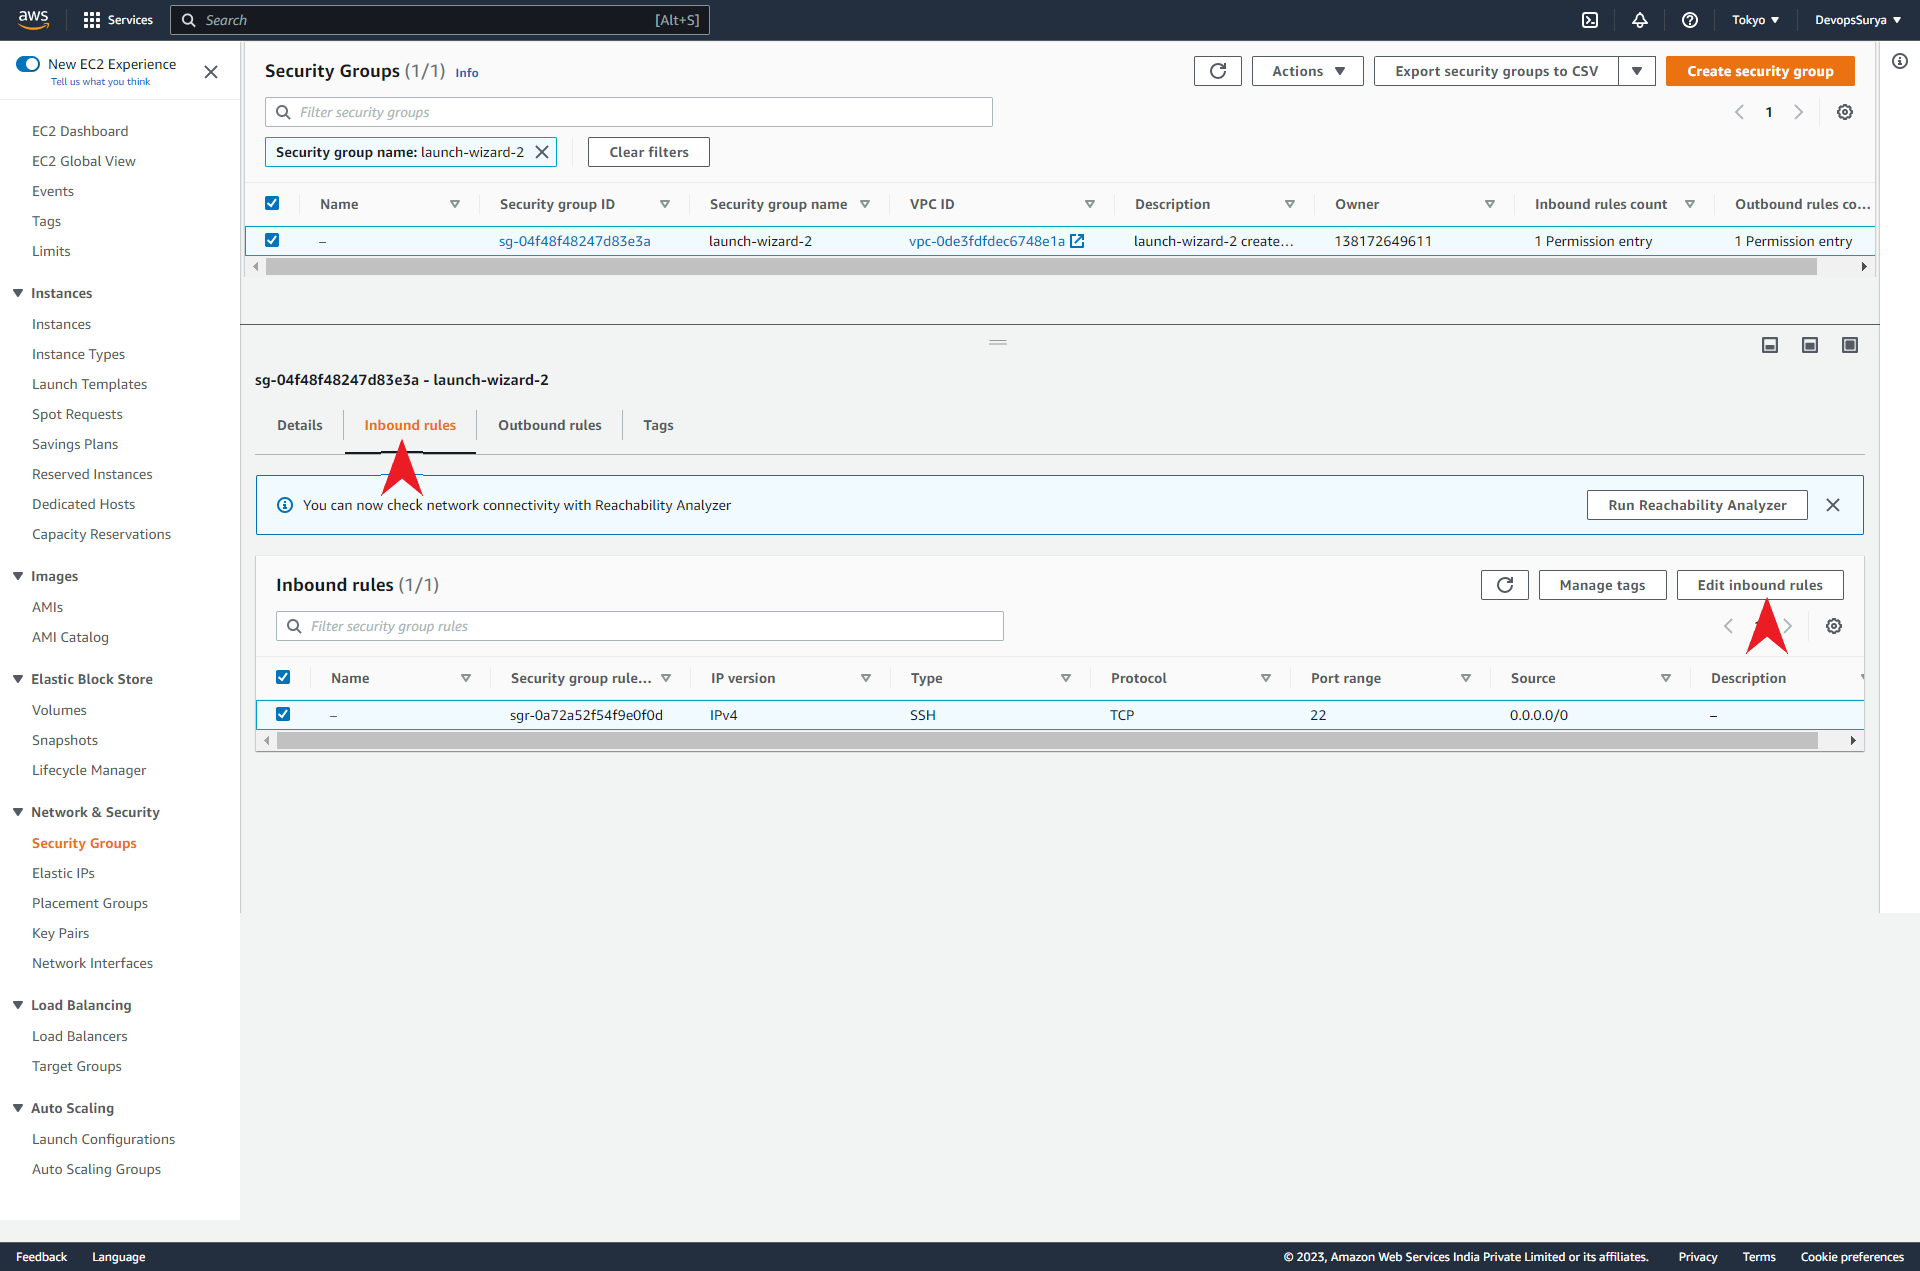 aws
Services
Search
[Alt+S]
Tokyo
DevopsSurya
New EC2 Experience
Tell us what you think
EC2 Dashboard
EC2 Global View
Events
Tags
Limits
Instances
Instances
Instance Types
Launch Templates
Spot Requests
Savings Plans
Reserved Instances
Dedicated Hosts
Capacity Reservations
Images
AMIs
AMI Catalog
Elastic Block Store
Volumes
Snapshots
Lifecycle Manager
Network & Security
Security Groups
Elastic IPs
Placement Groups
Key Pairs
Network Interfaces
Load Balancing
Load Balancers
Target Groups
Auto Scaling
Launch Configurations
Auto Scaling Groups
Security Groups (1/1) Info
Actions
Export security groups to CSV
Create security group
Filter security groups
1
Security group name: launch-wizard-2
Clear filters
Name Security group ID Security group name VPC ID Description Owner Inbound rules count Outbound rules co...
– sg-04f48f48247d83e3a launch-wizard-2 vpc-0de3fdfdec6748e1a launch-wizard-2 create... 138172649611 1 Permission entry 1 Permission entry
sg-04f48f48247d83e3a - launch-wizard-2
Details Inbound rules Outbound rules Tags
You can now check network connectivity with Reachability Analyzer
Run Reachability Analyzer
Inbound rules (1/1)
Manage tags
Edit inbound rules
Filter security group rules
Name Security group rule... IP version Type Protocol Port range Source Description
– sgr-0a72a52f54f9e0f0d IPv4 SSH TCP 22 0.0.0.0/0 –
Feedback Language © 2023, Amazon Web Services India Private Limited or its affiliates. Privacy Terms Cookie preferences